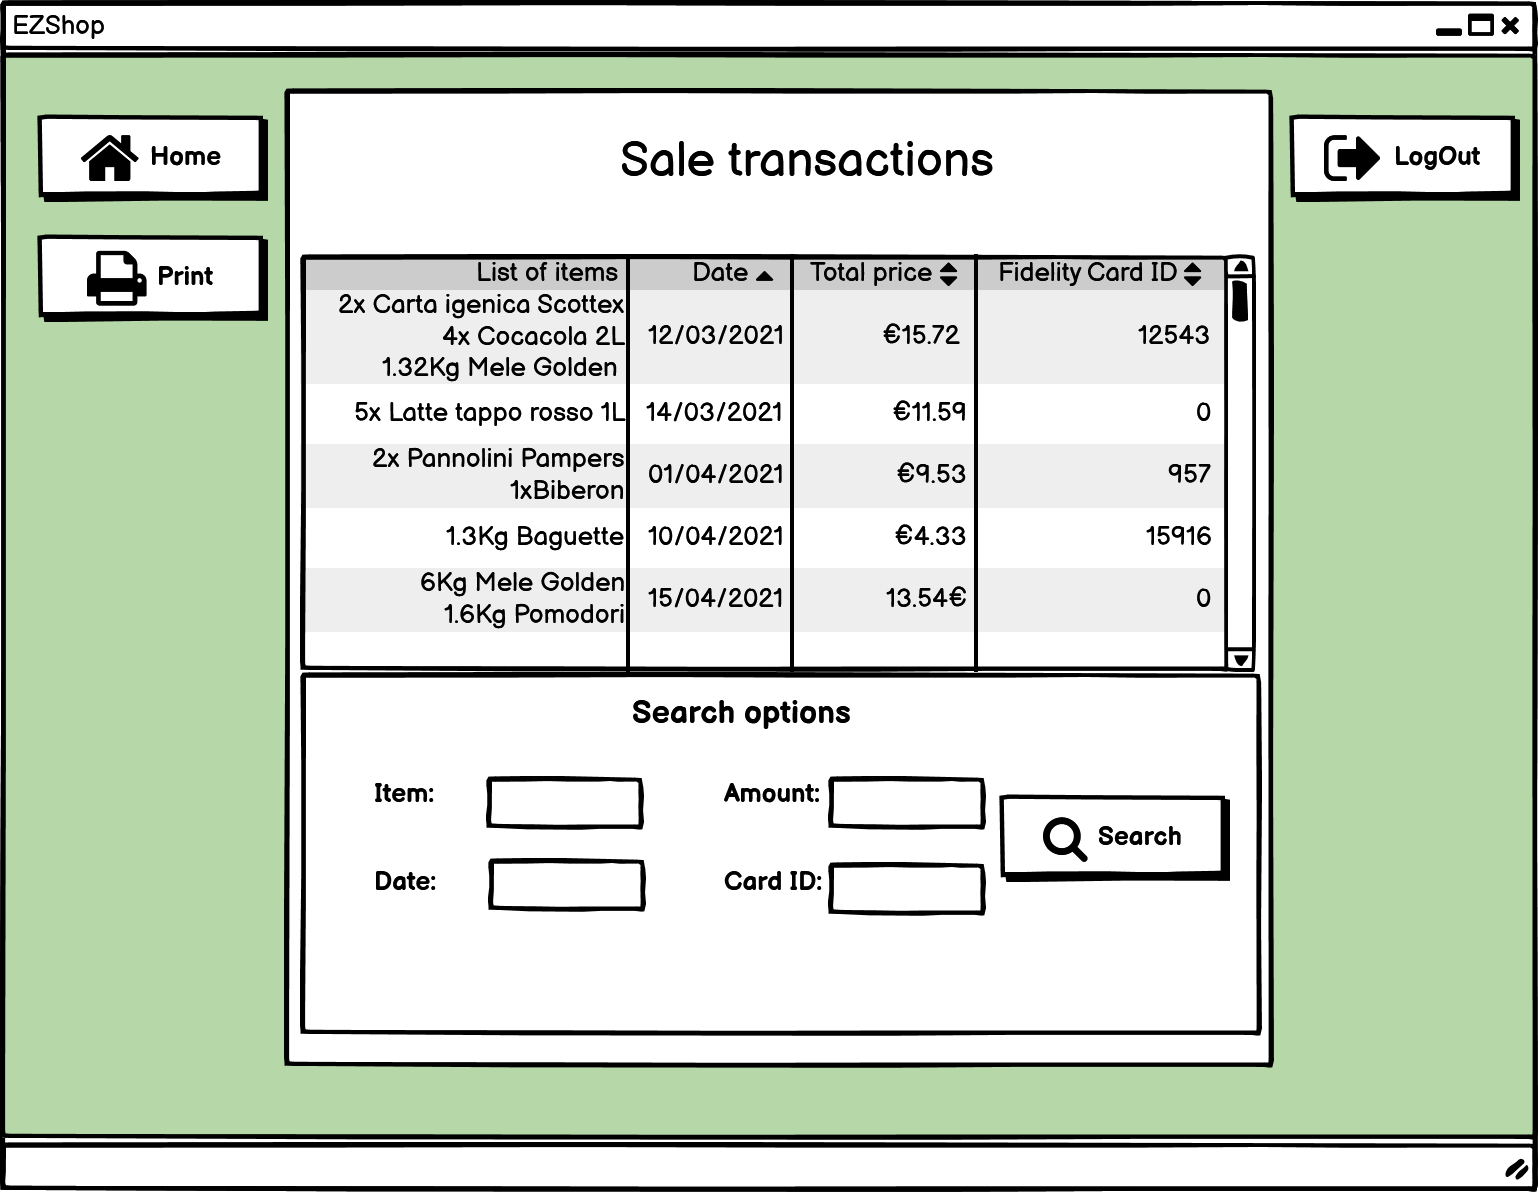 EZShop
Home
LogOut
Print
Sale transactions
List of items Date Total price Fidelity Card ID
2x Carta igenica Scottex
4x Cocacola 2L 12/03/2021 €15.72 12543
1.32Kg Mele Golden
5x Latte tappo rosso 1L 14/03/2021 €11.59 0
2x Pannolini Pampers
1xBiberon 01/04/2021 €9.53 957
1.3Kg Baguette 10/04/2021 €4.33 15916
6Kg Mele Golden
1.6Kg Pomodori 15/04/2021 13.54€ 0
Search options
Item: Amount:
Search
Date: Card ID: